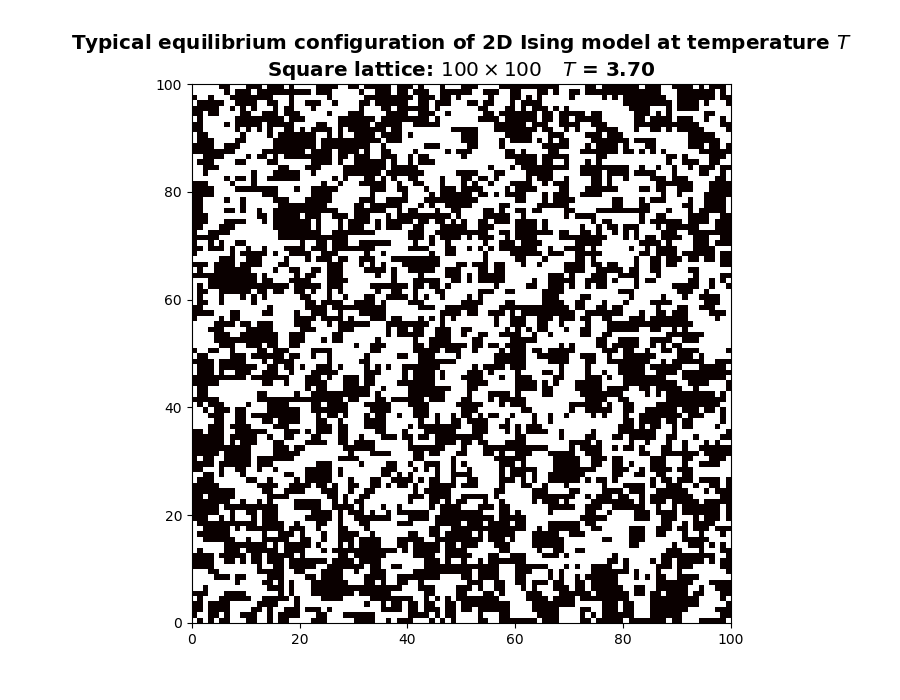 Typical equilibrium configuration of 2D Ising model at temperature T
Square lattice: 100 × 100 T = 3.70
100
80
60
40
20
0
0 20 40 60 80 100